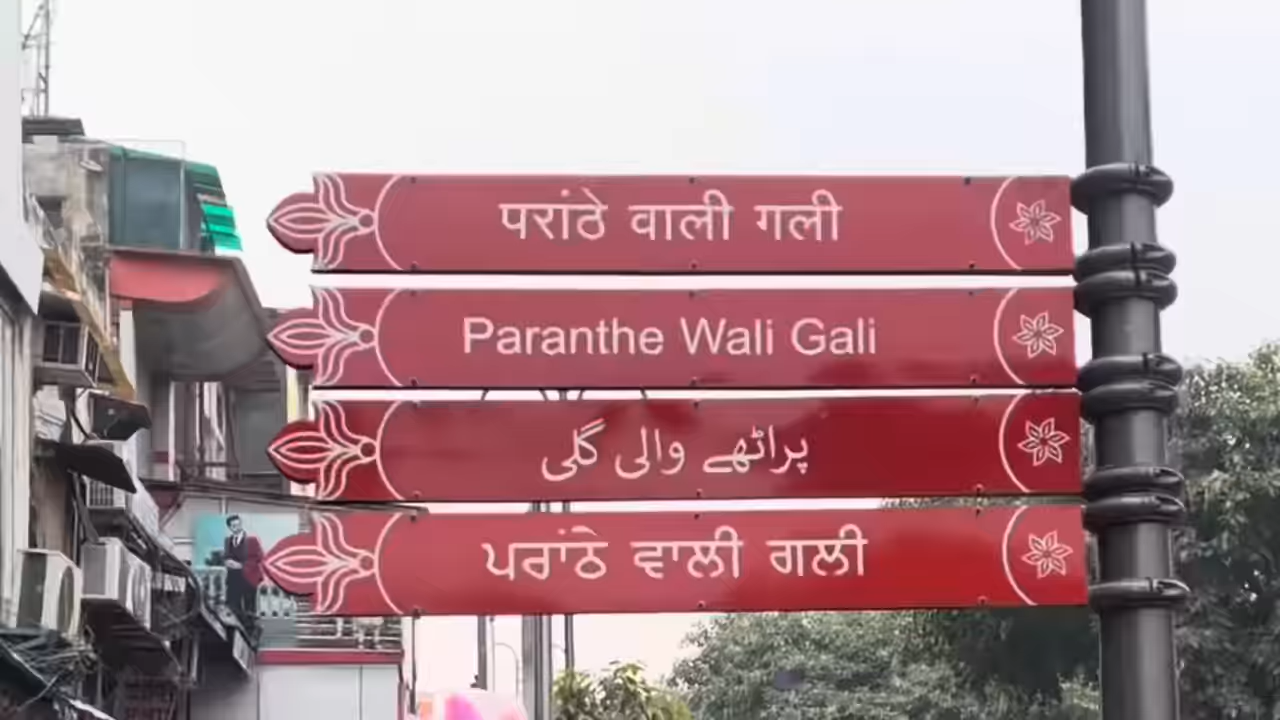 परांठे वाली गली
Paranthe Wali Gali
پراٹھے والی گلی
ਪਰਾਂਠੇ ਵਾਲੀ ਗਲੀ